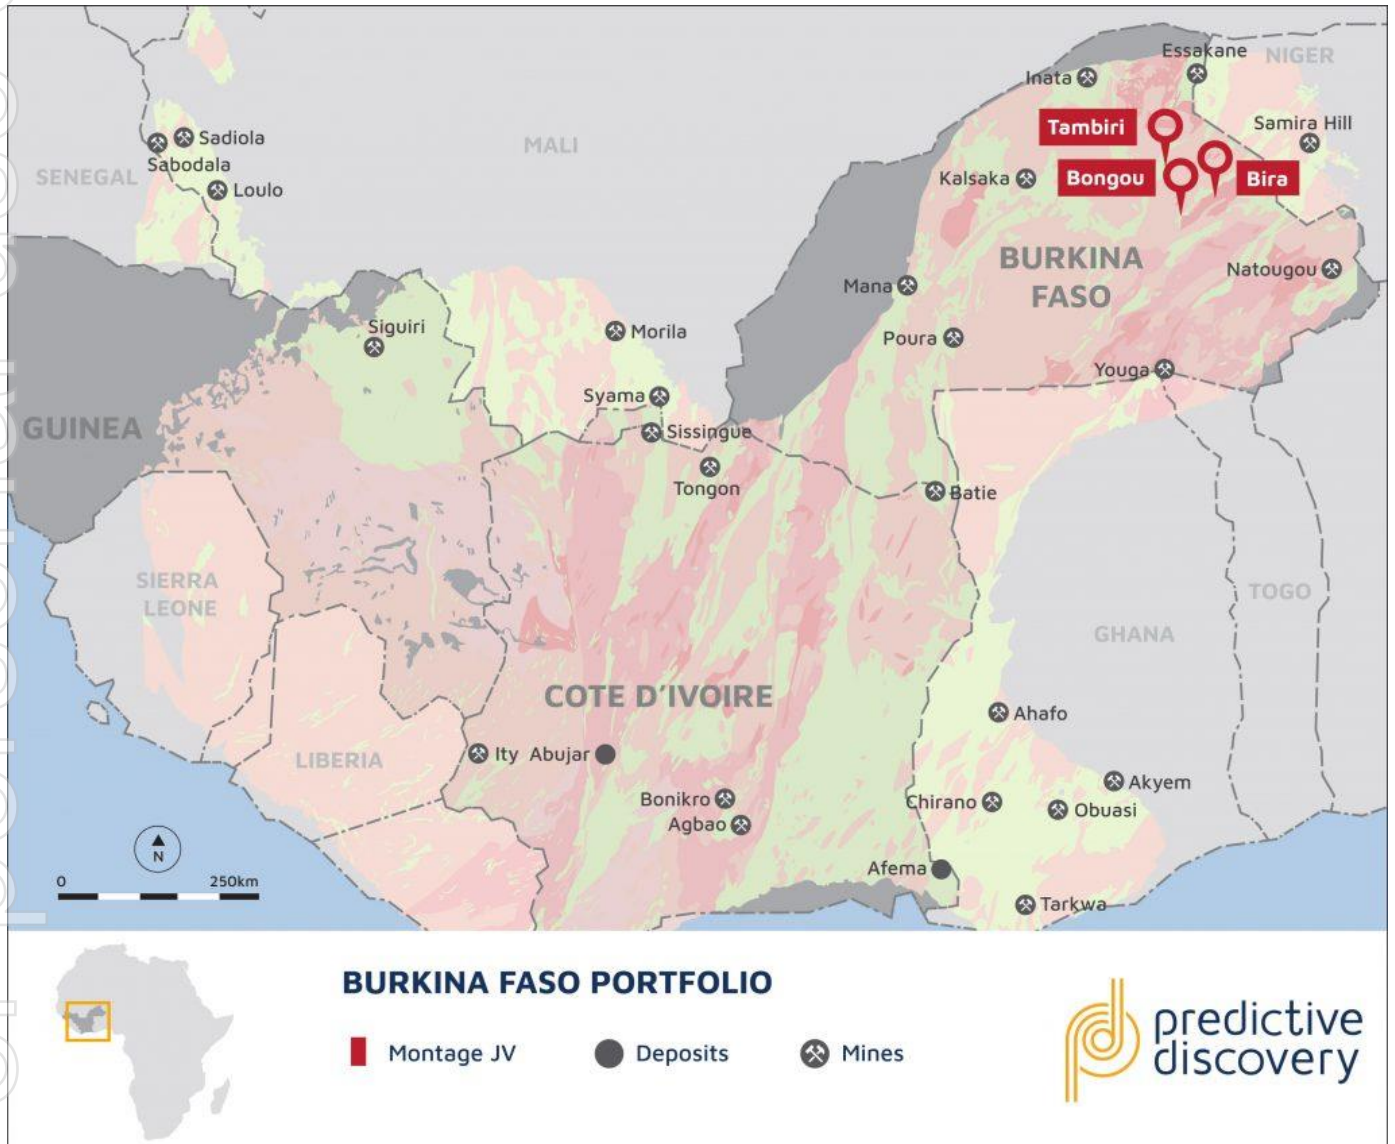 Essakane
NIGER
Inata
Samira Hill
Tambiri
MALI
Sadiola
Sabodala
SENEGAL
Loulo
Kalsaka
Bongou
Bira
BURKINA
FASO
Natougou
Mana
Siguiri
Morila
Poura
Youga
Syama
GUINEA
Sissingue
Tongon
Batie
SIERRA
LEONE
TOGO
GHANA
COTE D'IVOIRE
Ahafo
LIBERIA
Ity
Abujar
Bonikro
Agbao
Akyem
Chirano
Obuasi
N
0 250km
Afema
Tarkwa
BURKINA FASO PORTFOLIO
Montage JV
Deposits
Mines
predictive
discovery